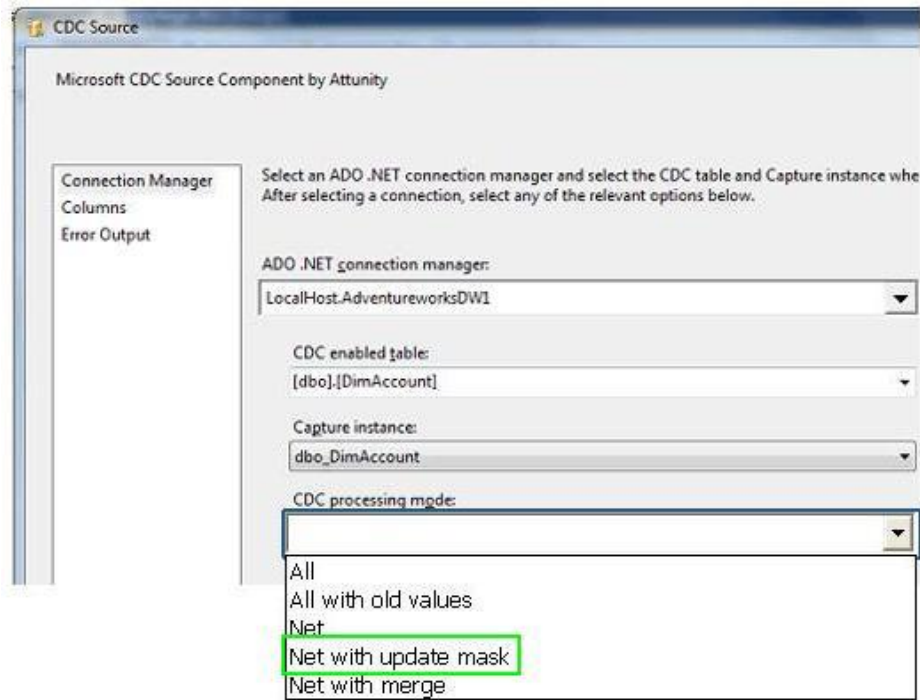 CDC Source
Microsoft CDC Source Component by Attunity
Connection Manager
Columns
Error Output
Select an ADO .NET connection manager and select the CDC table and Capture instance whe
After selecting a connection, select any of the relevant options below.
ADO .NET connection manager:
LocalHost.AdventureworksDW1
CDC enabled table:
[dbo].[DimAccount]
Capture instance:
dbo_DimAccount
CDC processing mode:
All
All with old values
Net
Net with update mask
Net with merge